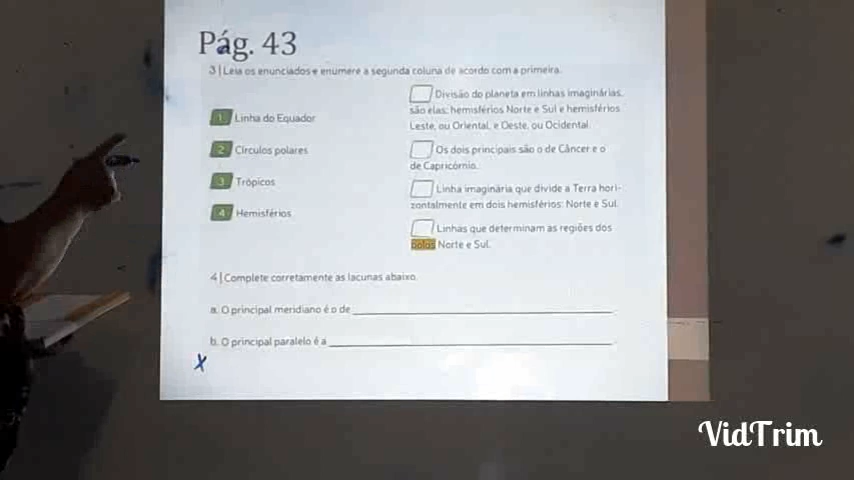 Pág. 43
3 | Leia os enunciados e enumere a segunda coluna de acordo com a primeira.
1 Linha do Equador
2 Círculos polares
3 Trópicos
4 Hemisférios
Divisão do planeta em linhas imaginárias,
são elas: hemisférios Norte e Sul e hemisférios
Leste, ou Oriental, e Oeste, ou Ocidental.
Os dois principais são o de Câncer e o
de Capricórnio.
Linha imaginária que divide a Terra hori-
zontalmente em dois hemisférios: Norte e Sul.
Linhas que determinam as regiões dos
polos Norte e Sul.
4 | Complete corretamente as lacunas abaixo.
a. O principal meridiano é o de
b. O principal paralelo é a
X
VidTrim